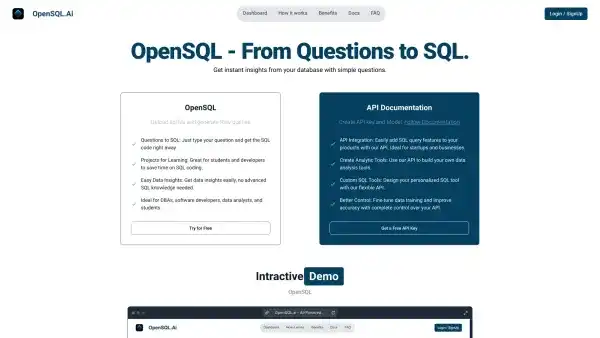 OpenSQL.Ai
Dashboard How it works Benefits Docs FAQ
Login / SignUp
OpenSQL - From Questions to SQL.
Get instant insights from your database with simple questions.
OpenSQL
Questions to SQL: Just type your question and get the SQL
code right away.
Projects for Learning: Great for students and developers
to save time on SQL coding.
Easy Data Insights: Get data insights easily, no advanced
SQL knowledge needed.
Ideal for DBAs, software developers, data analysts, and
students
Try for Free
API Documentation
Create API Key and Model. Follow Documentation
API Integration: Easily add SQL query features to your
products with our API. Ideal for startups and businesses.
Create Analytic Tools: Use our API to build your own data
analysis tools.
Custom SQL Tools: Design your personalized SQL tool
with our flexible API.
Better Control: Fine-tune data training and improve
accuracy with complete control over your API.
Get a Free API Key
Intractive Demo
OpenSQL
OpenSQL.ai - AI-Powered...
OpenSQL.Ai
Dashboard How it works Benefits Docs FAQ
Login / SignUp